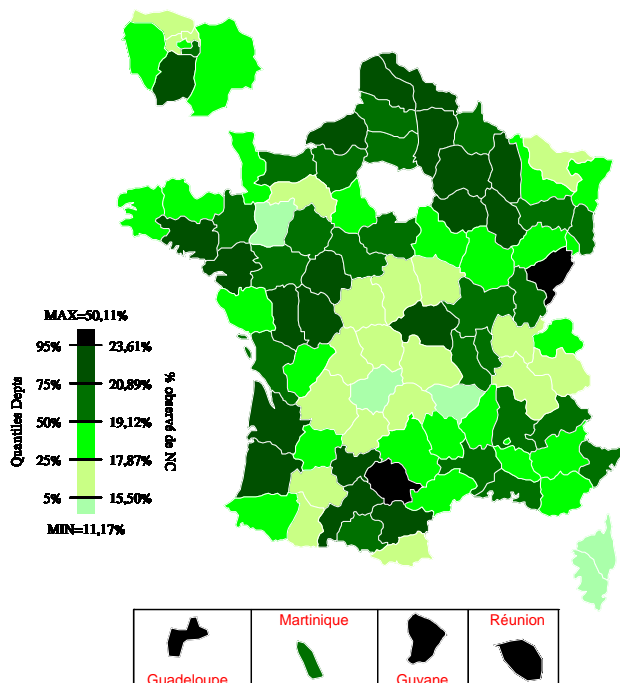 MAX=50,11%
95% 23,61%
75% 20,89%
50% 19,12%
25% 17,87%
5% 15,50%
MIN=11,17%
Quantiles Depts
% observé de NC
Martinique Réunion
Guadeloupe Guyane